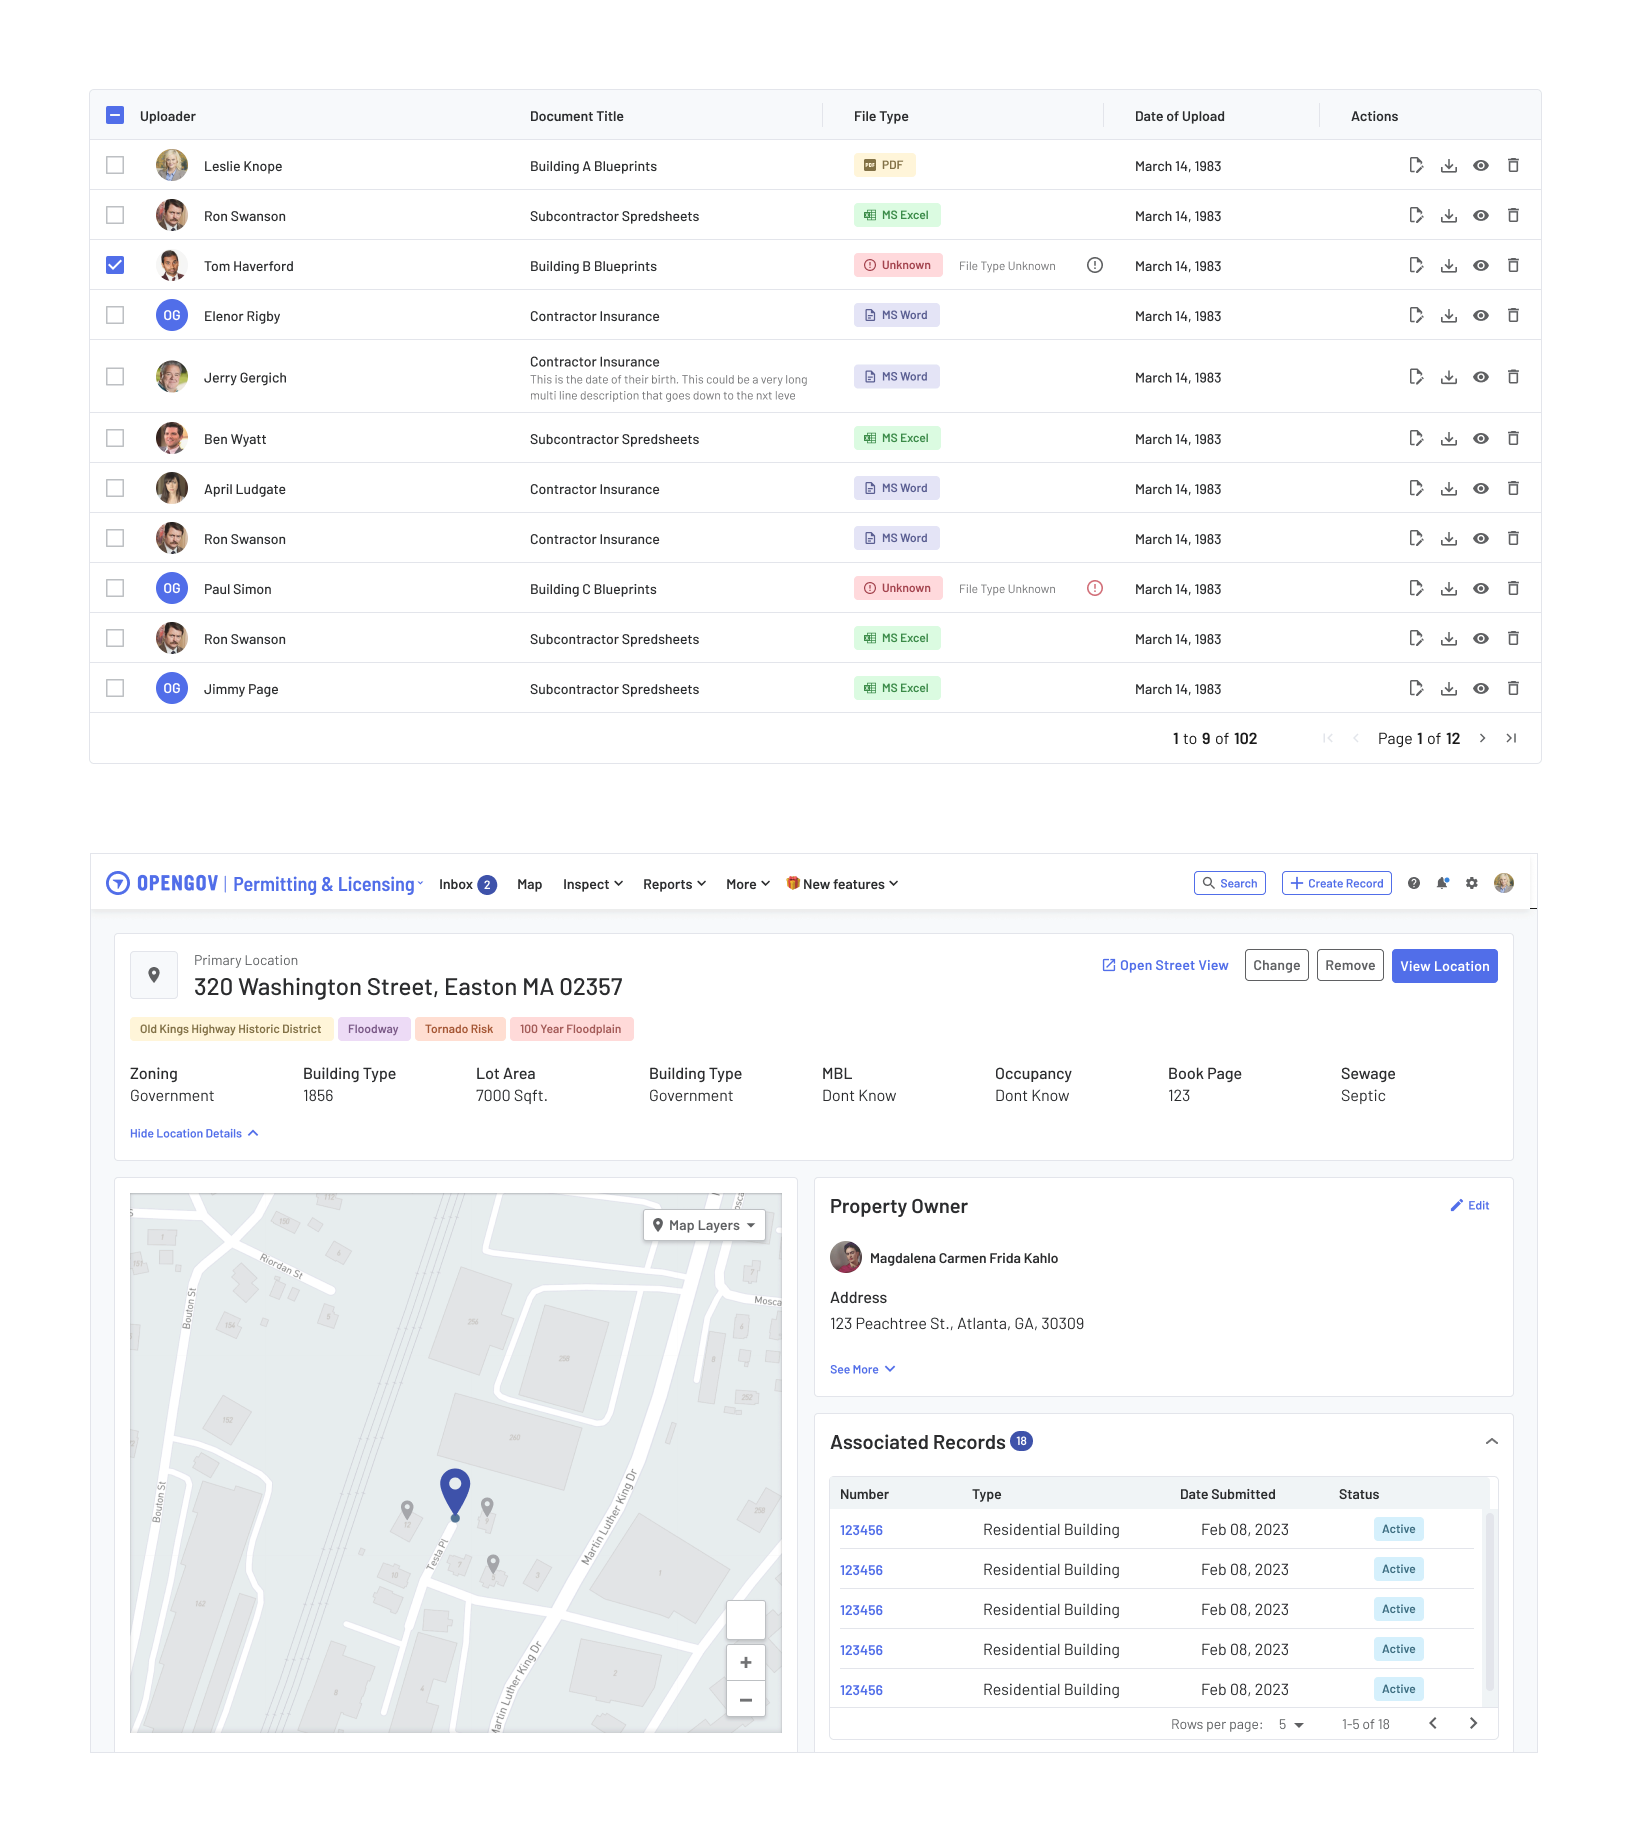 Uploader Document Title File Type Date of Upload Actions
Leslie Knope Building A Blueprints PDF PDF March 14, 1983
Ron Swanson Subcontractor Spredsheets MS Excel March 14, 1983
Tom Haverford Building B Blueprints Unknown File Type Unknown March 14, 1983
OG Elenor Rigby Contractor Insurance MS Word March 14, 1983
Contractor Insurance
Jerry Gergich This is the date of their birth. This could be a very long MS Word March 14, 1983
multi line description that goes down to the nxt leve
Ben Wyatt Subcontractor Spredsheets MS Excel March 14, 1983
April Ludgate Contractor Insurance MS Word March 14, 1983
Ron Swanson Contractor Insurance MS Word March 14, 1983
OG Paul Simon Building C Blueprints Unknown File Type Unknown March 14, 1983
Ron Swanson Subcontractor Spredsheets MS Excel March 14, 1983
OG Jimmy Page Subcontractor Spredsheets MS Excel March 14, 1983
1 to 9 of 102 Page 1 of 12
OPENGOV | Permitting & Licensing Inbox 2 Map Inspect Reports More New features Search Create Record
Primary Location
320 Washington Street, Easton MA 02357
Open Street View Change Remove View Location
Old Kings Highway Historic District Floodway Tornado Risk 100 Year Floodplain
Zoning Building Type Lot Area Building Type MBL Occupancy Book Page Sewage
Government 1856 7000 Sqft. Government Dont Know Dont Know 123 Septic
Hide Location Details
Map Layers
Riordan St
Bouton St
Mosca
Bouton St
Testa Pl
Martin Luther King Dr
Martin Luther King Dr
+
−
Property Owner Edit
Magdalena Carmen Frida Kahlo
Address
123 Peachtree St., Atlanta, GA, 30309
See More
Associated Records 18
Number Type Date Submitted Status
123456 Residential Building Feb 08, 2023 Active
123456 Residential Building Feb 08, 2023 Active
123456 Residential Building Feb 08, 2023 Active
123456 Residential Building Feb 08, 2023 Active
123456 Residential Building Feb 08, 2023 Active
Rows per page: 5 1-5 of 18